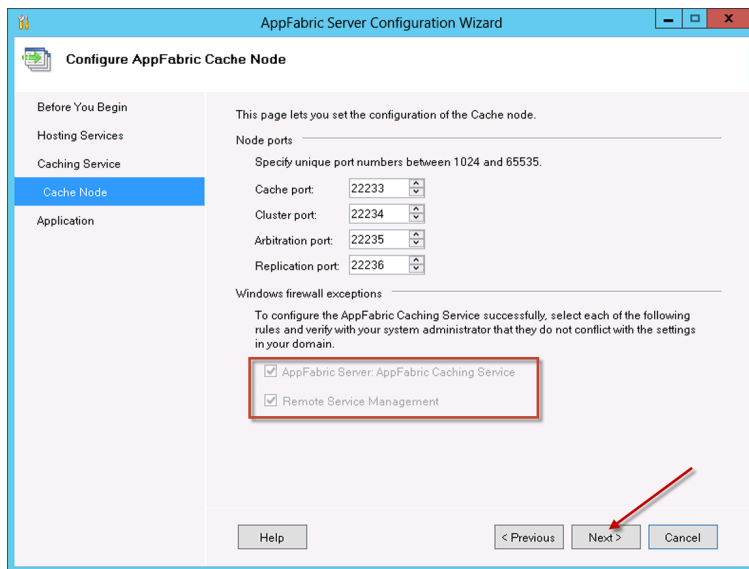 AppFabric Server Configuration Wizard
Configure AppFabric Cache Node
Before You Begin
Hosting Services
Caching Service
Cache Node
Application
This page lets you set the configuration of the Cache node.
Node ports
Specify unique port numbers between 1024 and 65535.
Cache port: 22233
Cluster port: 22234
Arbitration port: 22235
Replication port: 22236
Windows firewall exceptions
To configure the AppFabric Caching Service successfully, select each of the following
rules and verify with your system administrator that they do not conflict with the settings
in your domain.
AppFabric Server: AppFabric Caching Service
Remote Service Management
Help
< Previous
Next >
Cancel